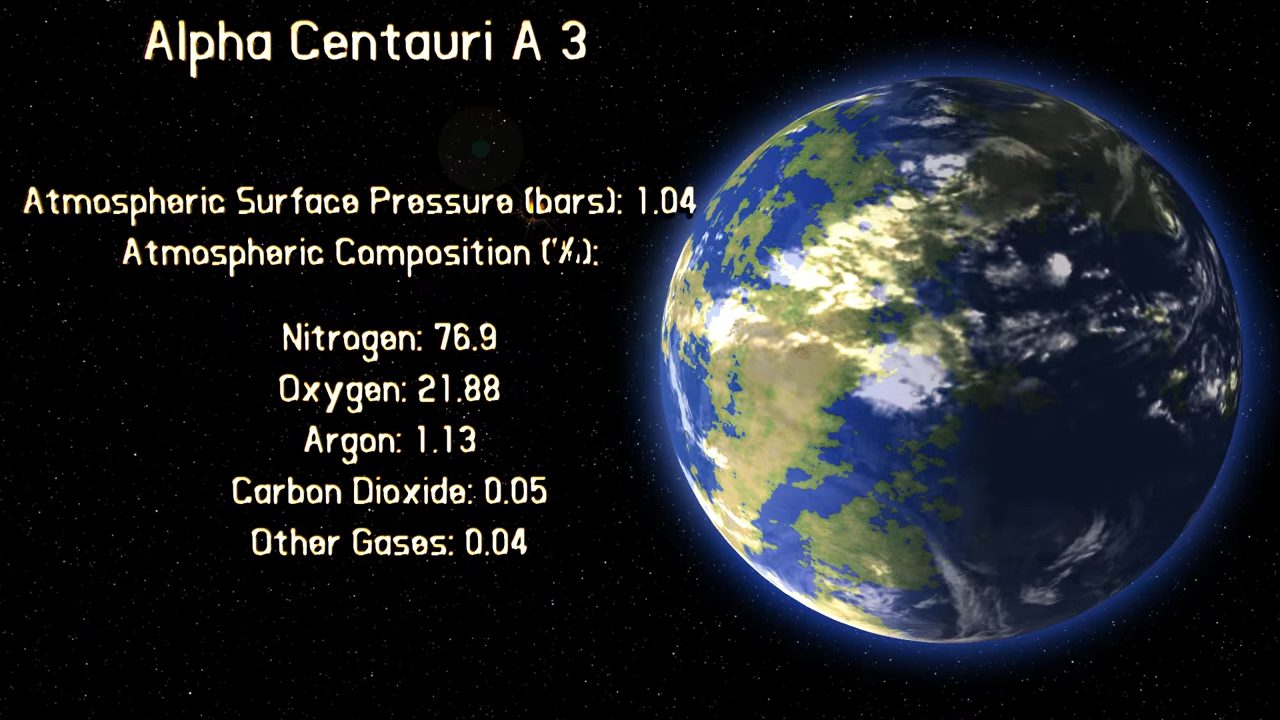 Alpha Centauri A 3
Atmospheric Surface Pressure (bars): 1.04
Atmospheric Composition (%):
Nitrogen: 76.9
Oxygen: 21.88
Argon: 1.13
Carbon Dioxide: 0.05
Other Gases: 0.04